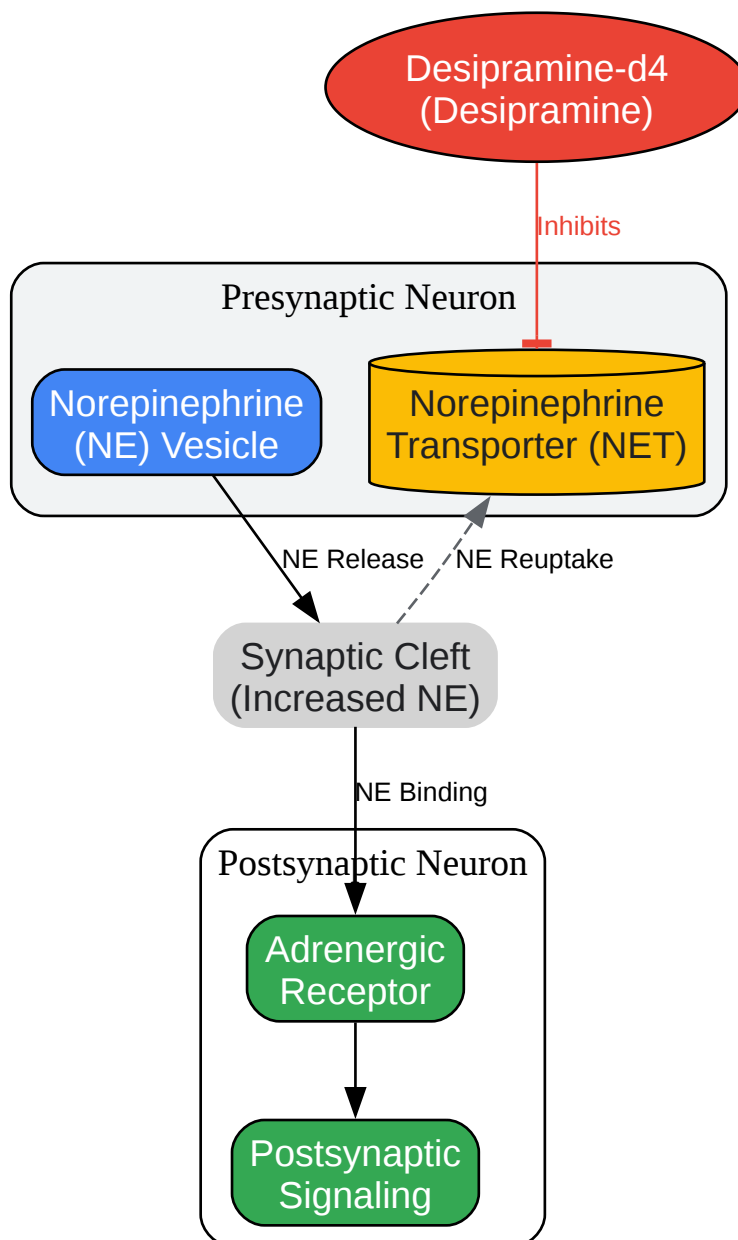 Desipramine-d4
(Desipramine)
Inhibits
Presynaptic Neuron
Norepinephrine
(NE) Vesicle
Norepinephrine
Transporter (NET)
NE Release
NE Reuptake
Synaptic Cleft
(Increased NE)
NE Binding
Postsynaptic Neuron
Adrenergic
Receptor
Postsynaptic
Signaling